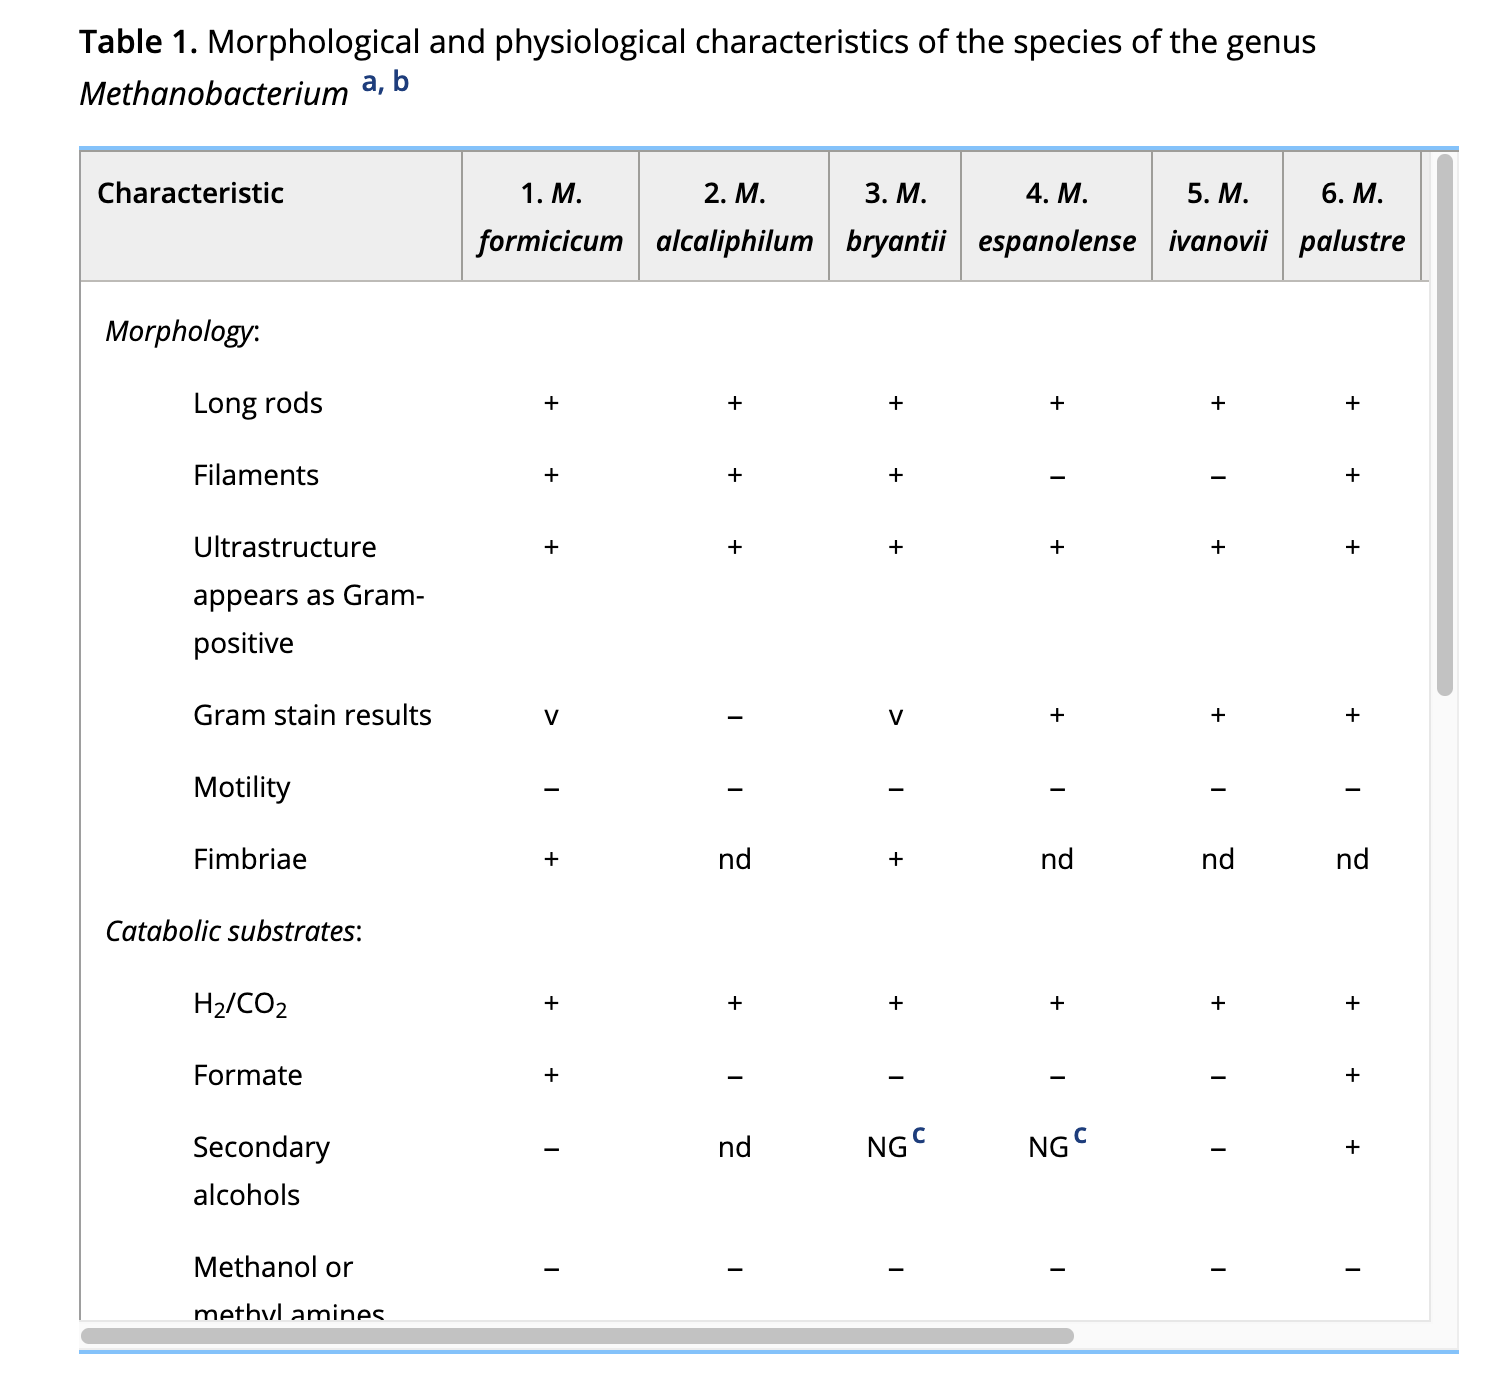 Table 1. Morphological and physiological characteristics of the species of the genus
Methanobacterium a, b
Characteristic 1. M. formicicum 2. M. alcaliphilum 3. M. bryantii 4. M. espanolense 5. M. ivanovii 6. M. palustre
Morphology:
Long rods + + + + + +
Filaments + + + – – +
Ultrastructure + + + + + +
appears as Gram-
positive
Gram stain results v – v + + +
Motility – – – – – –
Fimbriae + nd + nd nd nd
Catabolic substrates:
H₂/CO₂ + + + + + +
Formate + – – – – +
Secondary – nd NG c NG c – +
alcohols
Methanol or – – – – – –
methyl amines